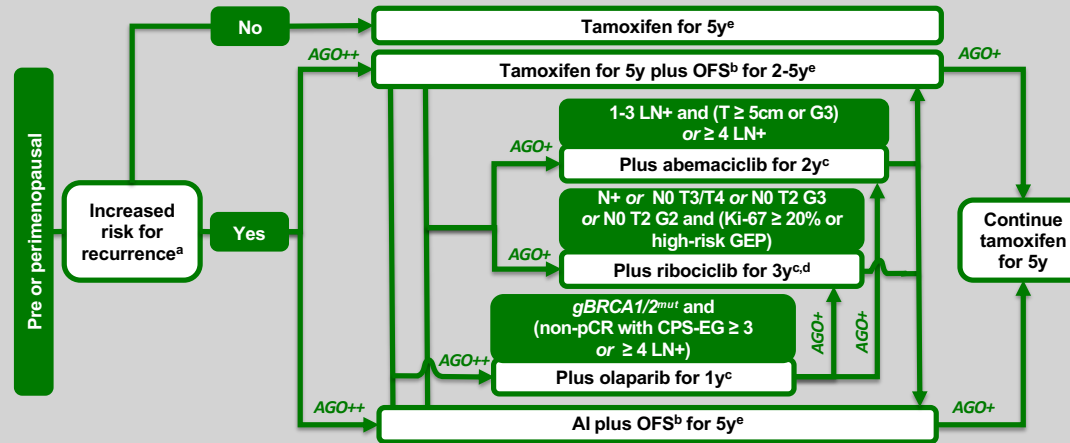 No
Tamoxifen for 5yᵉ
AGO++
Tamoxifen for 5y plus OFSᵇ for 2-5yᵉ
AGO+
Pre or perimenopausal
Increased
risk for
recurrenceᵃ
Yes
1-3 LN+ and (T ≥ 5cm or G3)
or ≥ 4 LN+
AGO+
Plus abemaciclib for 2yᶜ
N+ or N0 T3/T4 or N0 T2 G3
or N0 T2 G2 and (Ki-67 ≥ 20% or
high-risk GEP)
AGO+
Plus ribociclib for 3yᶜ,ᵈ
gBRCA1/2ᵐᵘᵗ and
(non-pCR with CPS-EG ≥ 3
or ≥ 4 LN+)
AGO++
Plus olaparib for 1yᶜ
AGO+
AGO+
AGO++
AI plus OFSᵇ for 5yᵉ
AGO+
Continue
tamoxifen
for 5y